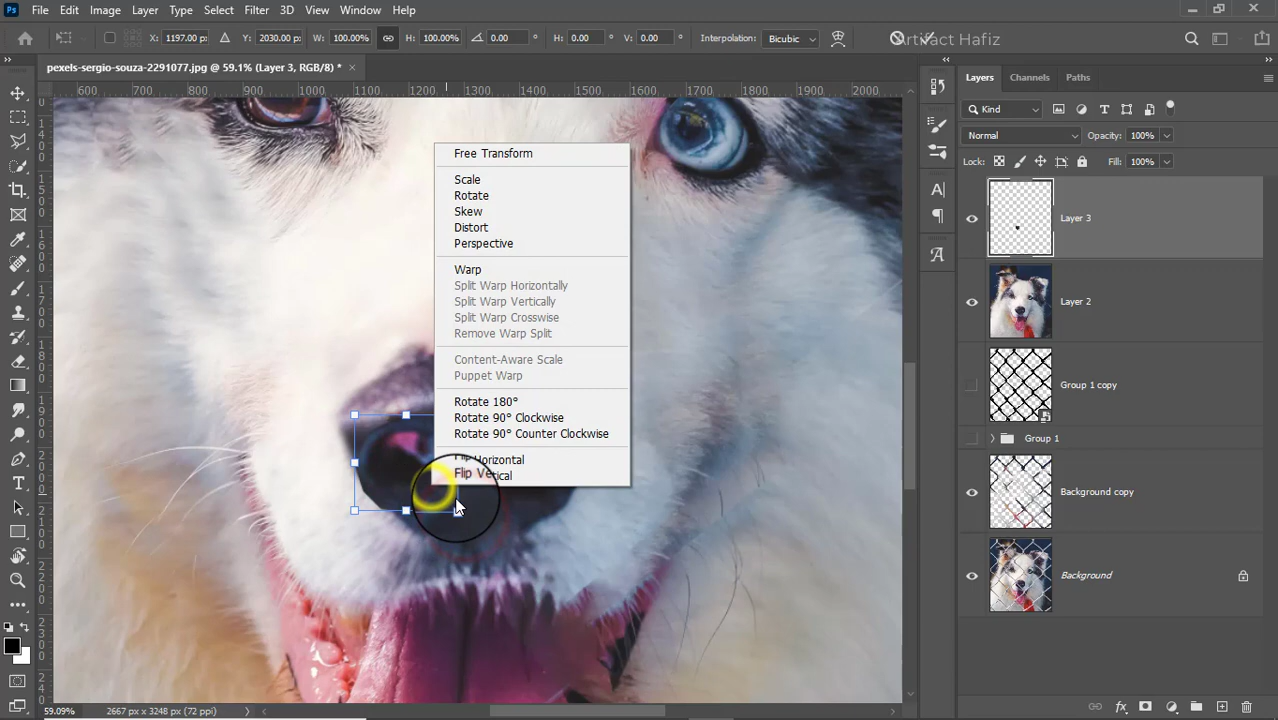 Ps File Edit Image Layer Type Select Filter 3D View Window Help
X: 1197.00 p: Y: 2030.00 p: W: 100.00% H: 100.00% 0.00 ° H: 0.00 ° V: 0.00 ° Interpolation: Bicubic
Artifact Hafiz
pexels-sergio-souza-2291077.jpg @ 59.1% (Layer 3, RGB/8) * ×
600 700 800 900 1000 1100 1200 1300 1400 1500 1600 1700 1800 1900 2000
Free Transform
Scale
Rotate
Skew
Distort
Perspective
Warp
Split Warp Horizontally
Split Warp Vertically
Split Warp Crosswise
Remove Warp Split
Content-Aware Scale
Puppet Warp
Rotate 180°
Rotate 90° Clockwise
Rotate 90° Counter Clockwise
Flip Horizontal
Layers Channels Paths
Kind
Normal Opacity: 100%
Lock: Fill: 100%
Layer 3
Layer 2
Group 1 copy
Group 1
Background copy
Background
59.09% 2667 px x 3248 px (72 ppi)